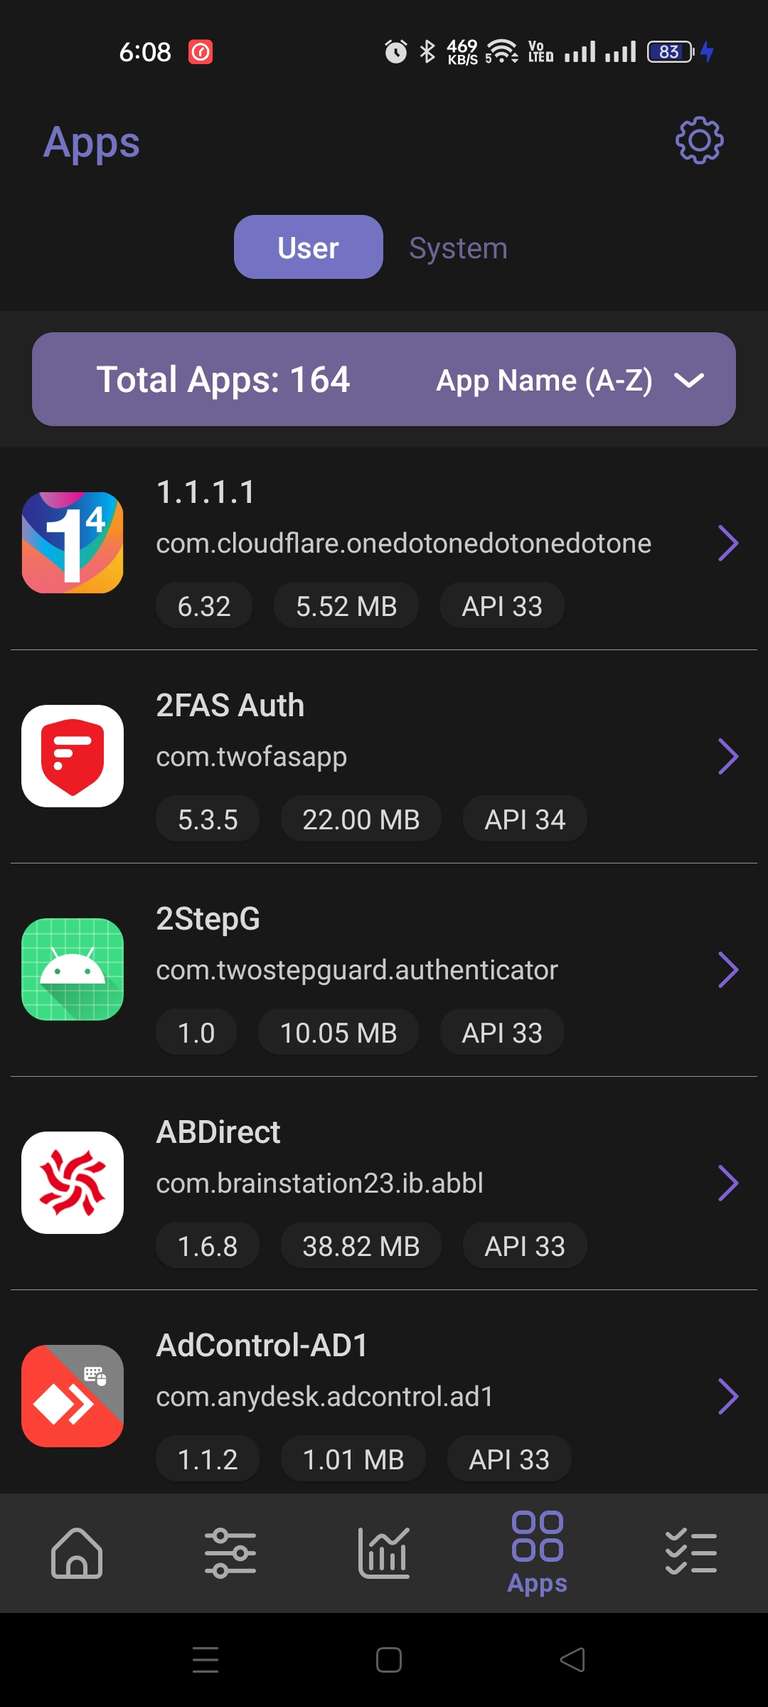 6:08
469 KB/S 5 Vo LTE 83
Apps
User System
Total Apps: 164 App Name (A-Z)
1.1.1.1
com.cloudflare.onedotonedotonedotone
6.32 5.52 MB API 33
2FAS Auth
com.twofasapp
5.3.5 22.00 MB API 34
2StepG
com.twostepguard.authenticator
1.0 10.05 MB API 33
ABDirect
com.brainstation23.ib.abbl
1.6.8 38.82 MB API 33
AdControl-AD1
com.anydesk.adcontrol.ad1
1.1.2 1.01 MB API 33
Apps